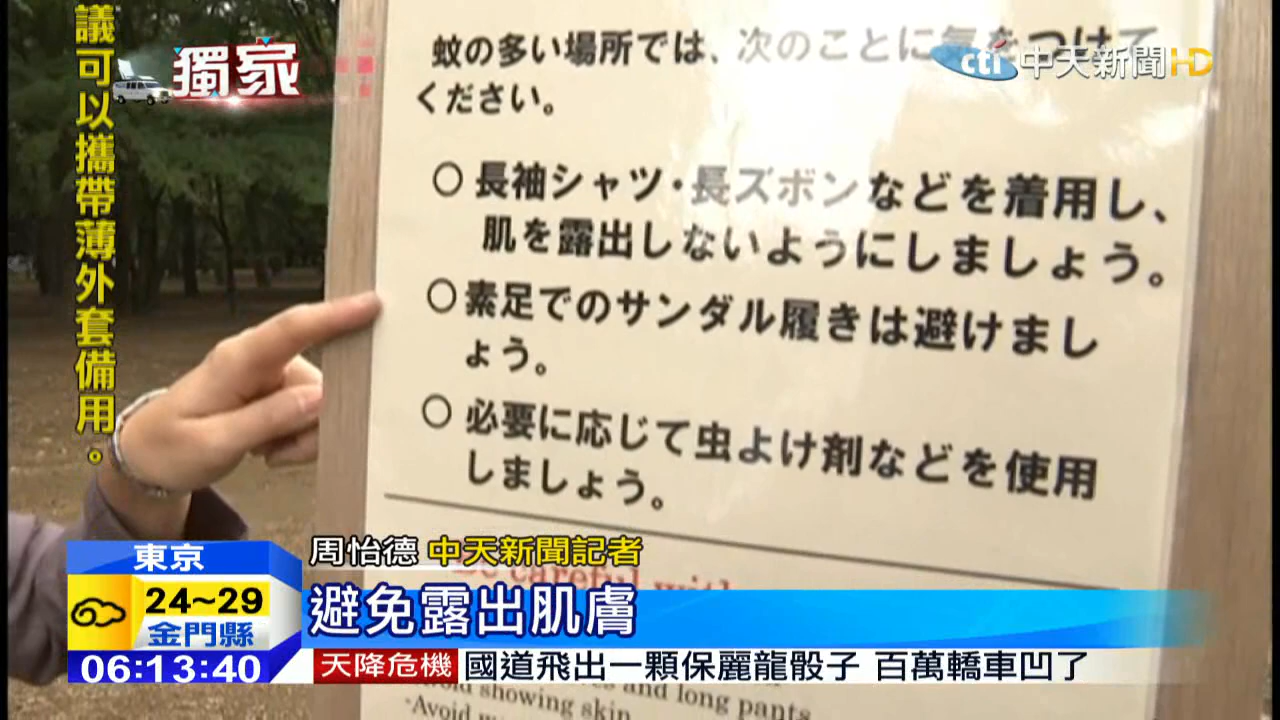 議可以攜帶薄外套備用。
獨家
cti 中天新聞HD
蚊の多い場所では、次のことに気をつけて
ください。
○ 長袖シャツ・長ズボンなどを着用し、
肌を露出しないようにしましょう。
○ 素足でのサンダル履きは避けまし
ょう。
○ 必要に応じて虫よけ剤などを使用
しましょう。
周怡德 中天新聞記者
東京
careful with
避免露出肌膚
24~29
金門縣
06:13:40
天降危機 國道飛出一顆保麗龍骰子 百萬轎車凹了
and long pants
showing skin
・Avoid